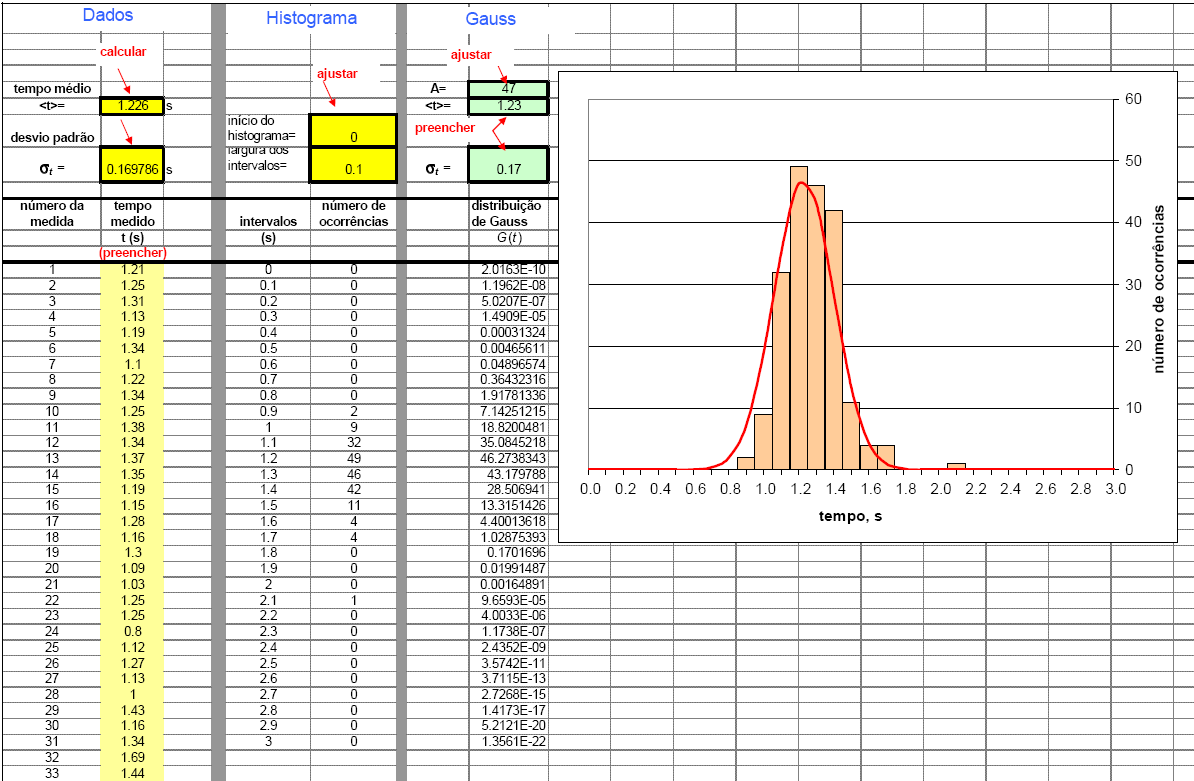 Dados Histograma Gauss
calcular
ajustar
ajustar
tempo médio A= 47
<t>= 1.226 s <t>= 1.23
preencher
início do
histograma= 0
desvio padrão
largura dos
intervalos= 0.1
σt = 0.169786 s σt = 0.17
número da tempo número de distribuição
medida medido intervalos ocorrências de Gauss
t (s) (s) G(t)
(preencher)
1 1.21 0 0 2.0163E-10
2 1.25 0.1 0 1.1962E-08
3 1.31 0.2 0 5.0207E-07
4 1.13 0.3 0 1.4909E-05
5 1.19 0.4 0 0.00031324
6 1.34 0.5 0 0.00465611
7 1.1 0.6 0 0.04896574
8 1.22 0.7 0 0.36432316
9 1.34 0.8 0 1.91781336
10 1.25 0.9 2 7.14251215
11 1.38 1 9 18.8200481
12 1.34 1.1 32 35.0845218
13 1.37 1.2 49 46.2738343
14 1.35 1.3 46 43.179788
15 1.19 1.4 42 28.506941
16 1.15 1.5 11 13.3151426
17 1.28 1.6 4 4.40013618
18 1.16 1.7 4 1.02875393
19 1.3 1.8 0 0.1701696
20 1.09 1.9 0 0.01991487
21 1.03 2 0 0.00164891
22 1.25 2.1 1 9.6593E-05
23 1.25 2.2 0 4.0033E-06
24 0.8 2.3 0 1.1738E-07
25 1.12 2.4 0 2.4352E-09
26 1.27 2.5 0 3.5742E-11
27 1.13 2.6 0 3.7115E-13
28 1 2.7 0 2.7268E-15
29 1.43 2.8 0 1.4173E-17
30 1.16 2.9 0 5.2121E-20
31 1.34 3 0 1.3561E-22
32 1.69
33 1.44
60
50
40
30
20
10
0
número de ocorrências
0.0 0.2 0.4 0.6 0.8 1.0 1.2 1.4 1.6 1.8 2.0 2.2 2.4 2.6 2.8 3.0
tempo, s